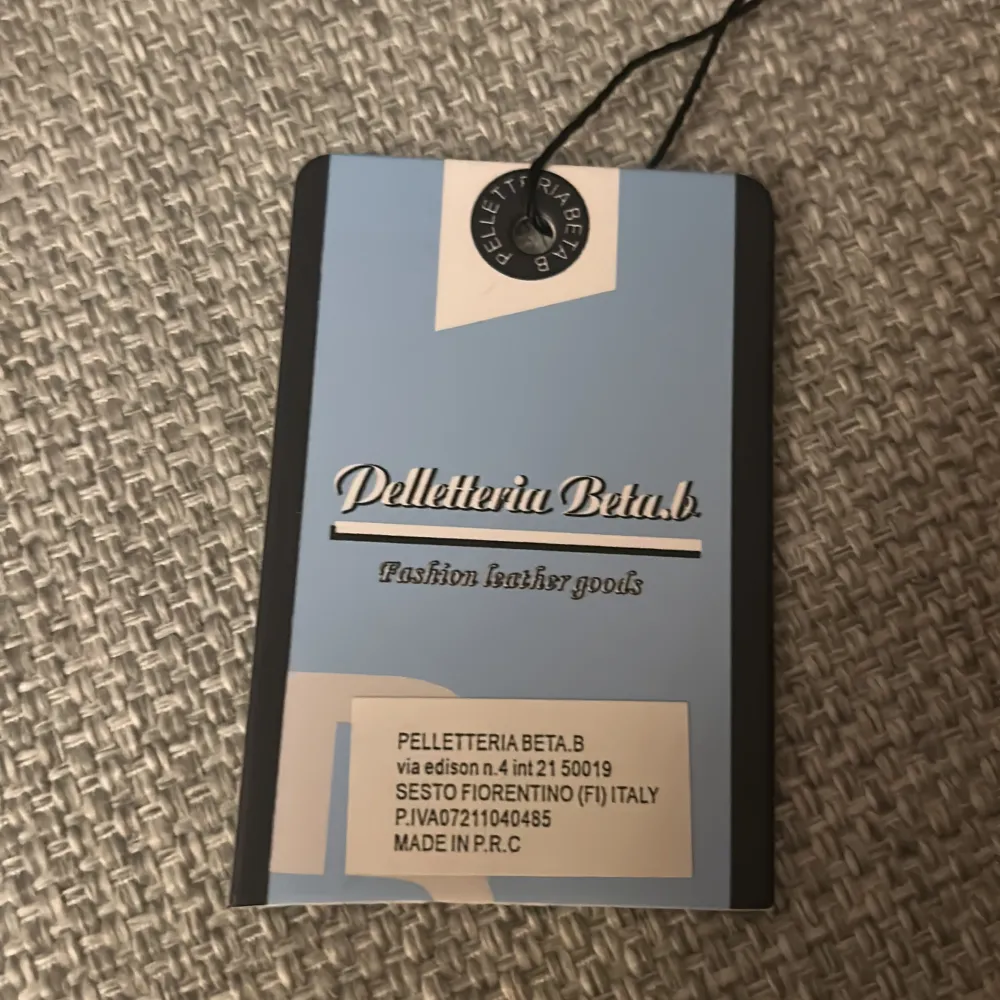 PELLETTERIA BETA.B
Pelletteria Beta.b.
Fashion leather goods
PELLETTERIA BETA.B
via edison n.4 int 21 50019
SESTO FIORENTINO (FI) ITALY
P.IVA07211040485
MADE IN P.R.C